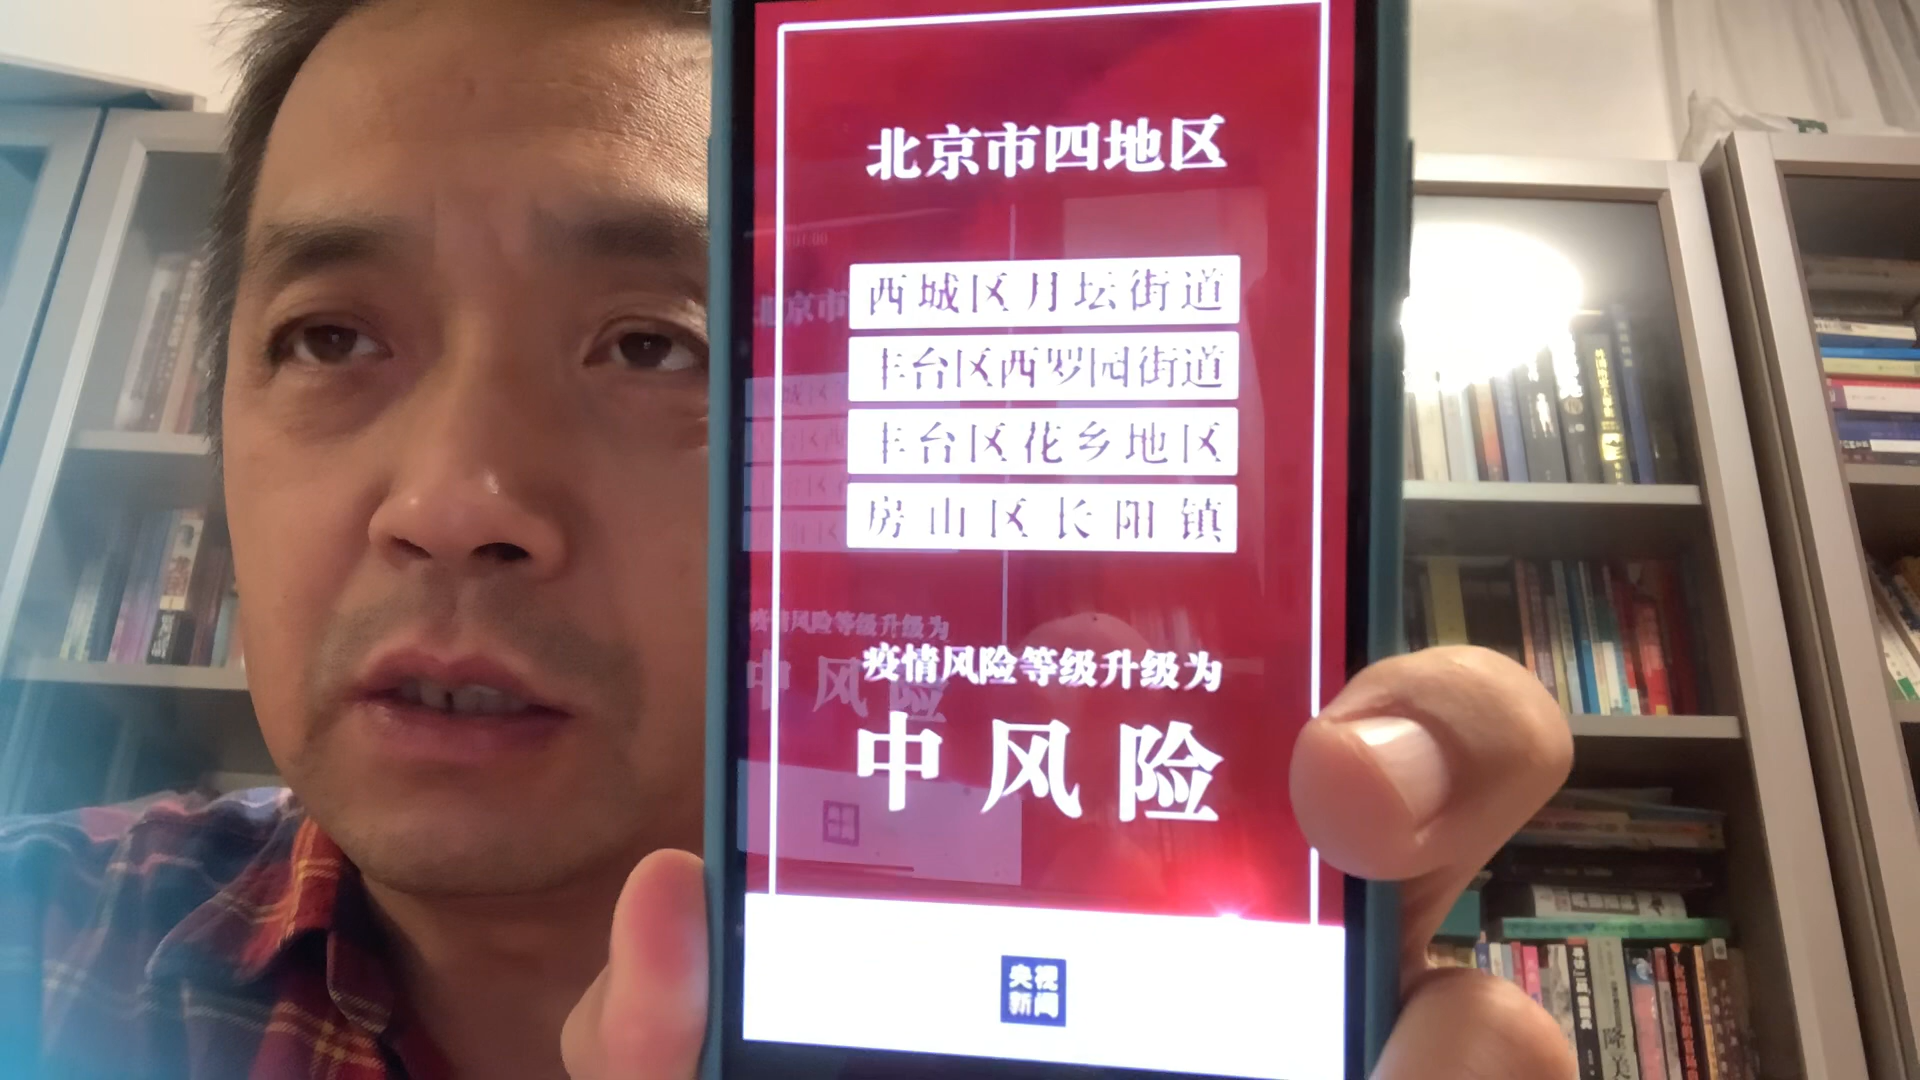 北京市四地区
西城区月坛街道
丰台区西罗园街道
丰台区花乡地区
房山区长阳镇
疫情风险等级升级为
中风险
央视
新闻